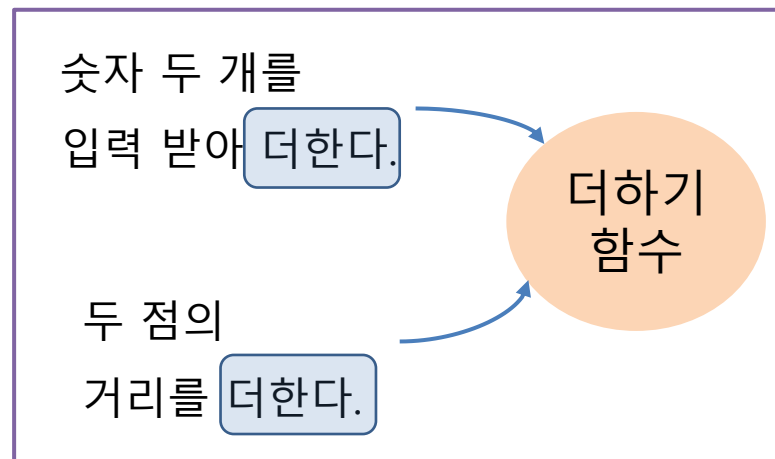 숫자 두 개를
입력 받아 더한다.
두 점의
거리를 더한다.
더하기
함수